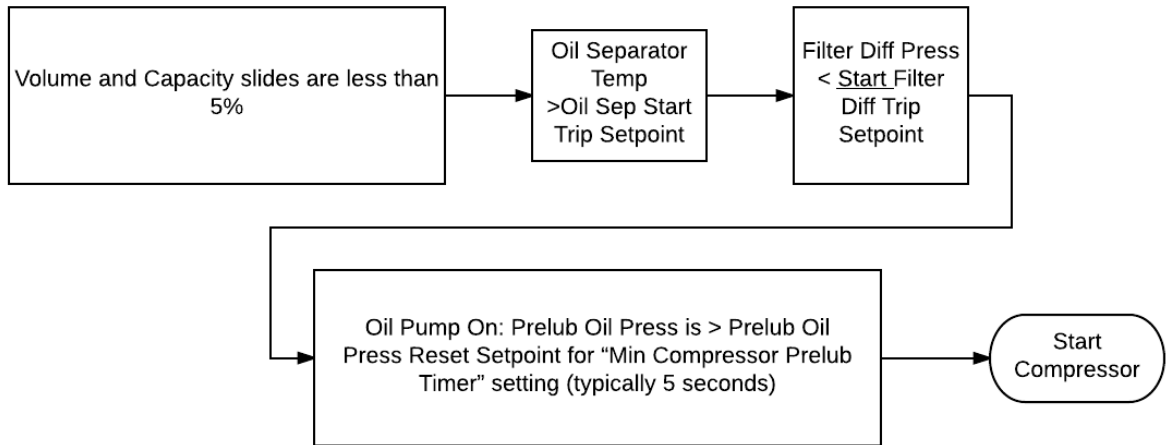 Volume and Capacity slides are less than
5%
Oil Separator
Temp
>Oil Sep Start
Trip Setpoint
Filter Diff Press
< Start Filter
Diff Trip
Setpoint
Oil Pump On: Prelub Oil Press is > Prelub Oil
Press Reset Setpoint for “Min Compressor Prelub
Timer” setting (typically 5 seconds)
Start
Compressor